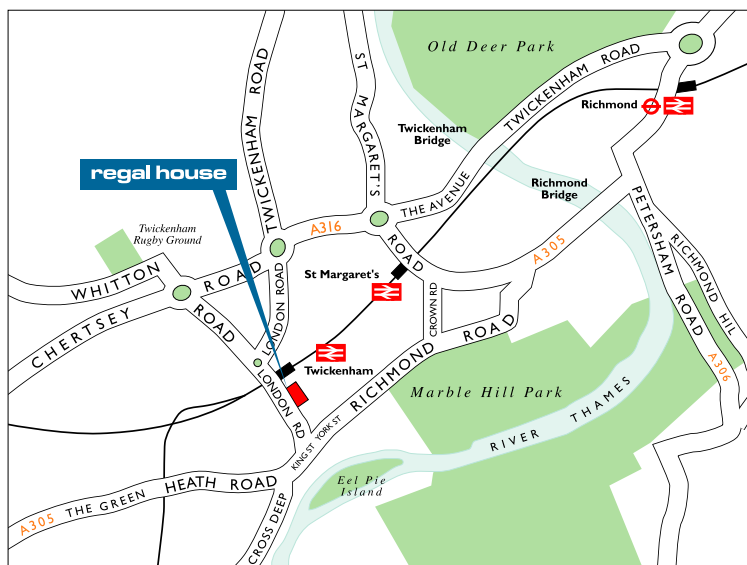 Old Deer Park
TWICKENHAM ROAD
ST MARGARET'S
ROAD
TWICKENHAM ROAD
Richmond
Twickenham
Bridge
regal house
Richmond
Bridge
THE AVENUE
PETERSHAM ROAD
RICHMOND HIL
Twickenham
Rugby Ground
A316
A305
WHITTON
ROAD
CHERTSEY
ROAD
St Margaret's
LONDON ROAD
CROWN RD
Twickenham
RICHMOND ROAD
A306
LONDON RD
Marble Hill Park
RIVER THAMES
KING ST
YORK ST
Eel Pie
Island
HEATH ROAD
THE GREEN
A305
CROSS DEEP